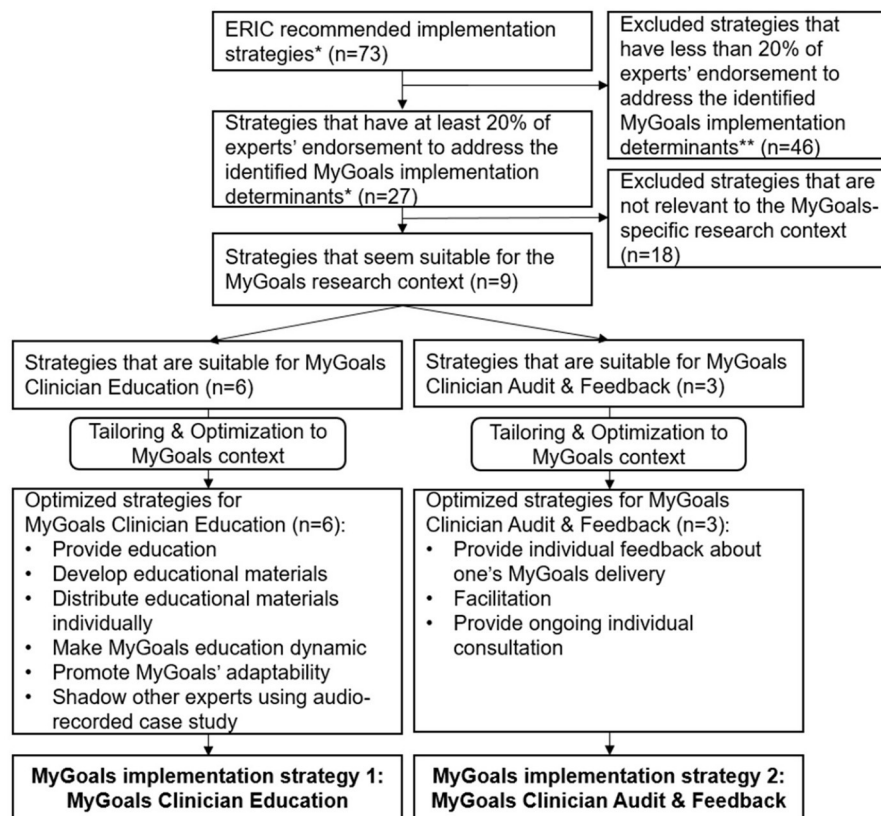 ERIC recommended implementation
strategies* (n=73)
Excluded strategies that
have less than 20% of
experts' endorsement to
address the identified
MyGoals implementation
determinants** (n=46)
Strategies that have at least 20% of
experts' endorsement to address the
identified MyGoals implementation
determinants* (n=27)
Excluded strategies that are
not relevant to the MyGoals-
specific research context
(n=18)
Strategies that seem suitable for the
MyGoals research context (n=9)
Strategies that are suitable for MyGoals
Clinician Education (n=6)
Strategies that are suitable for MyGoals
Clinician Audit & Feedback (n=3)
Tailoring & Optimization to
MyGoals context
Tailoring & Optimization to
MyGoals context
Optimized strategies for
MyGoals Clinician Education (n=6):
• Provide education
• Develop educational materials
• Distribute educational materials
individually
• Make MyGoals education dynamic
• Promote MyGoals' adaptability
• Shadow other experts using audio-
recorded case study
Optimized strategies for MyGoals
Clinician Audit & Feedback (n=3):
• Provide individual feedback about
one's MyGoals delivery
• Facilitation
• Provide ongoing individual
consultation
MyGoals implementation strategy 1:
MyGoals Clinician Education
MyGoals implementation strategy 2:
MyGoals Clinician Audit & Feedback